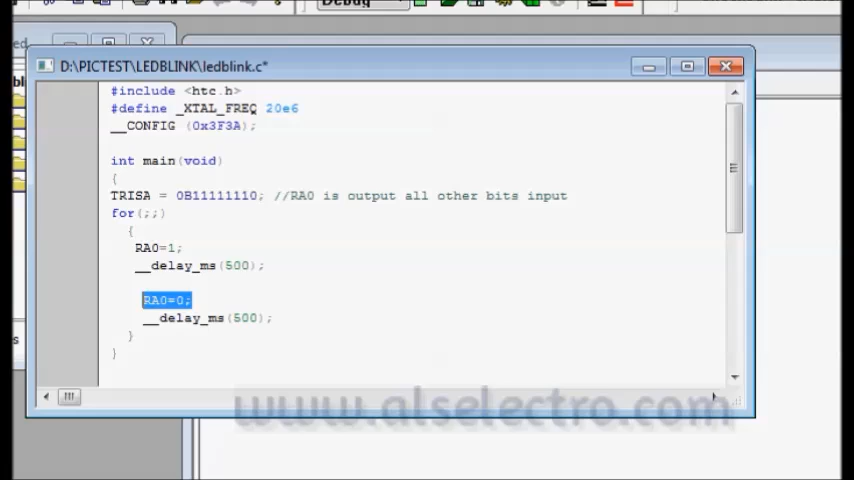 Debug
D:\PICTEST\LEDBLINK\ledblink.c*
#include <htc.h>
#define _XTAL_FREQ 20e6
__CONFIG (0x3F3A);
int main(void)
{
TRISA = 0B11111110; //RA0 is output all other bits input
for(;;)
{
RA0=1;
__delay_ms(500);
RA0=0;
__delay_ms(500);
}
}
www.alselectro.com